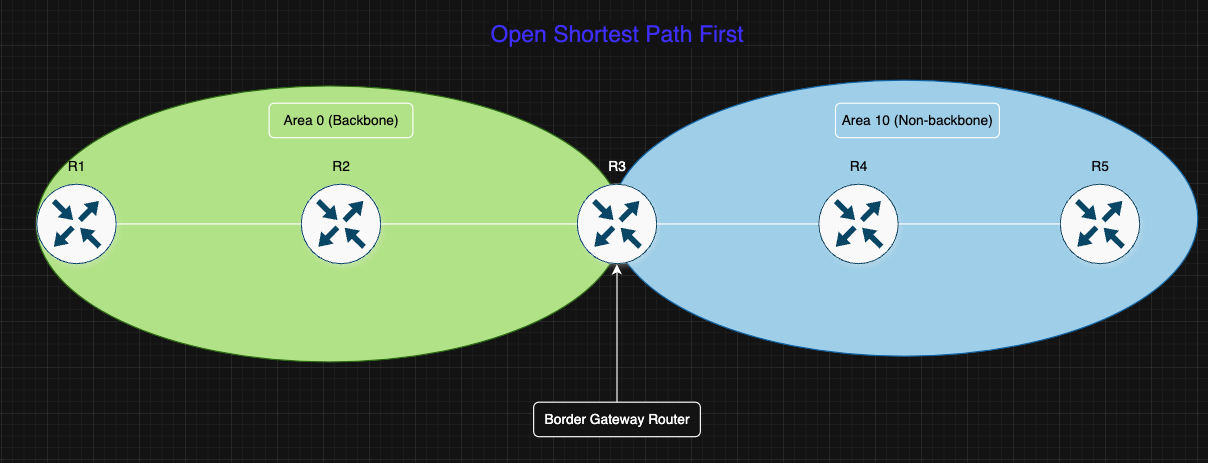 Open Shortest Path First
Area 0 (Backbone)
Area 10 (Non-backbone)
R1
R2
R3
R4
R5
Border Gateway Router